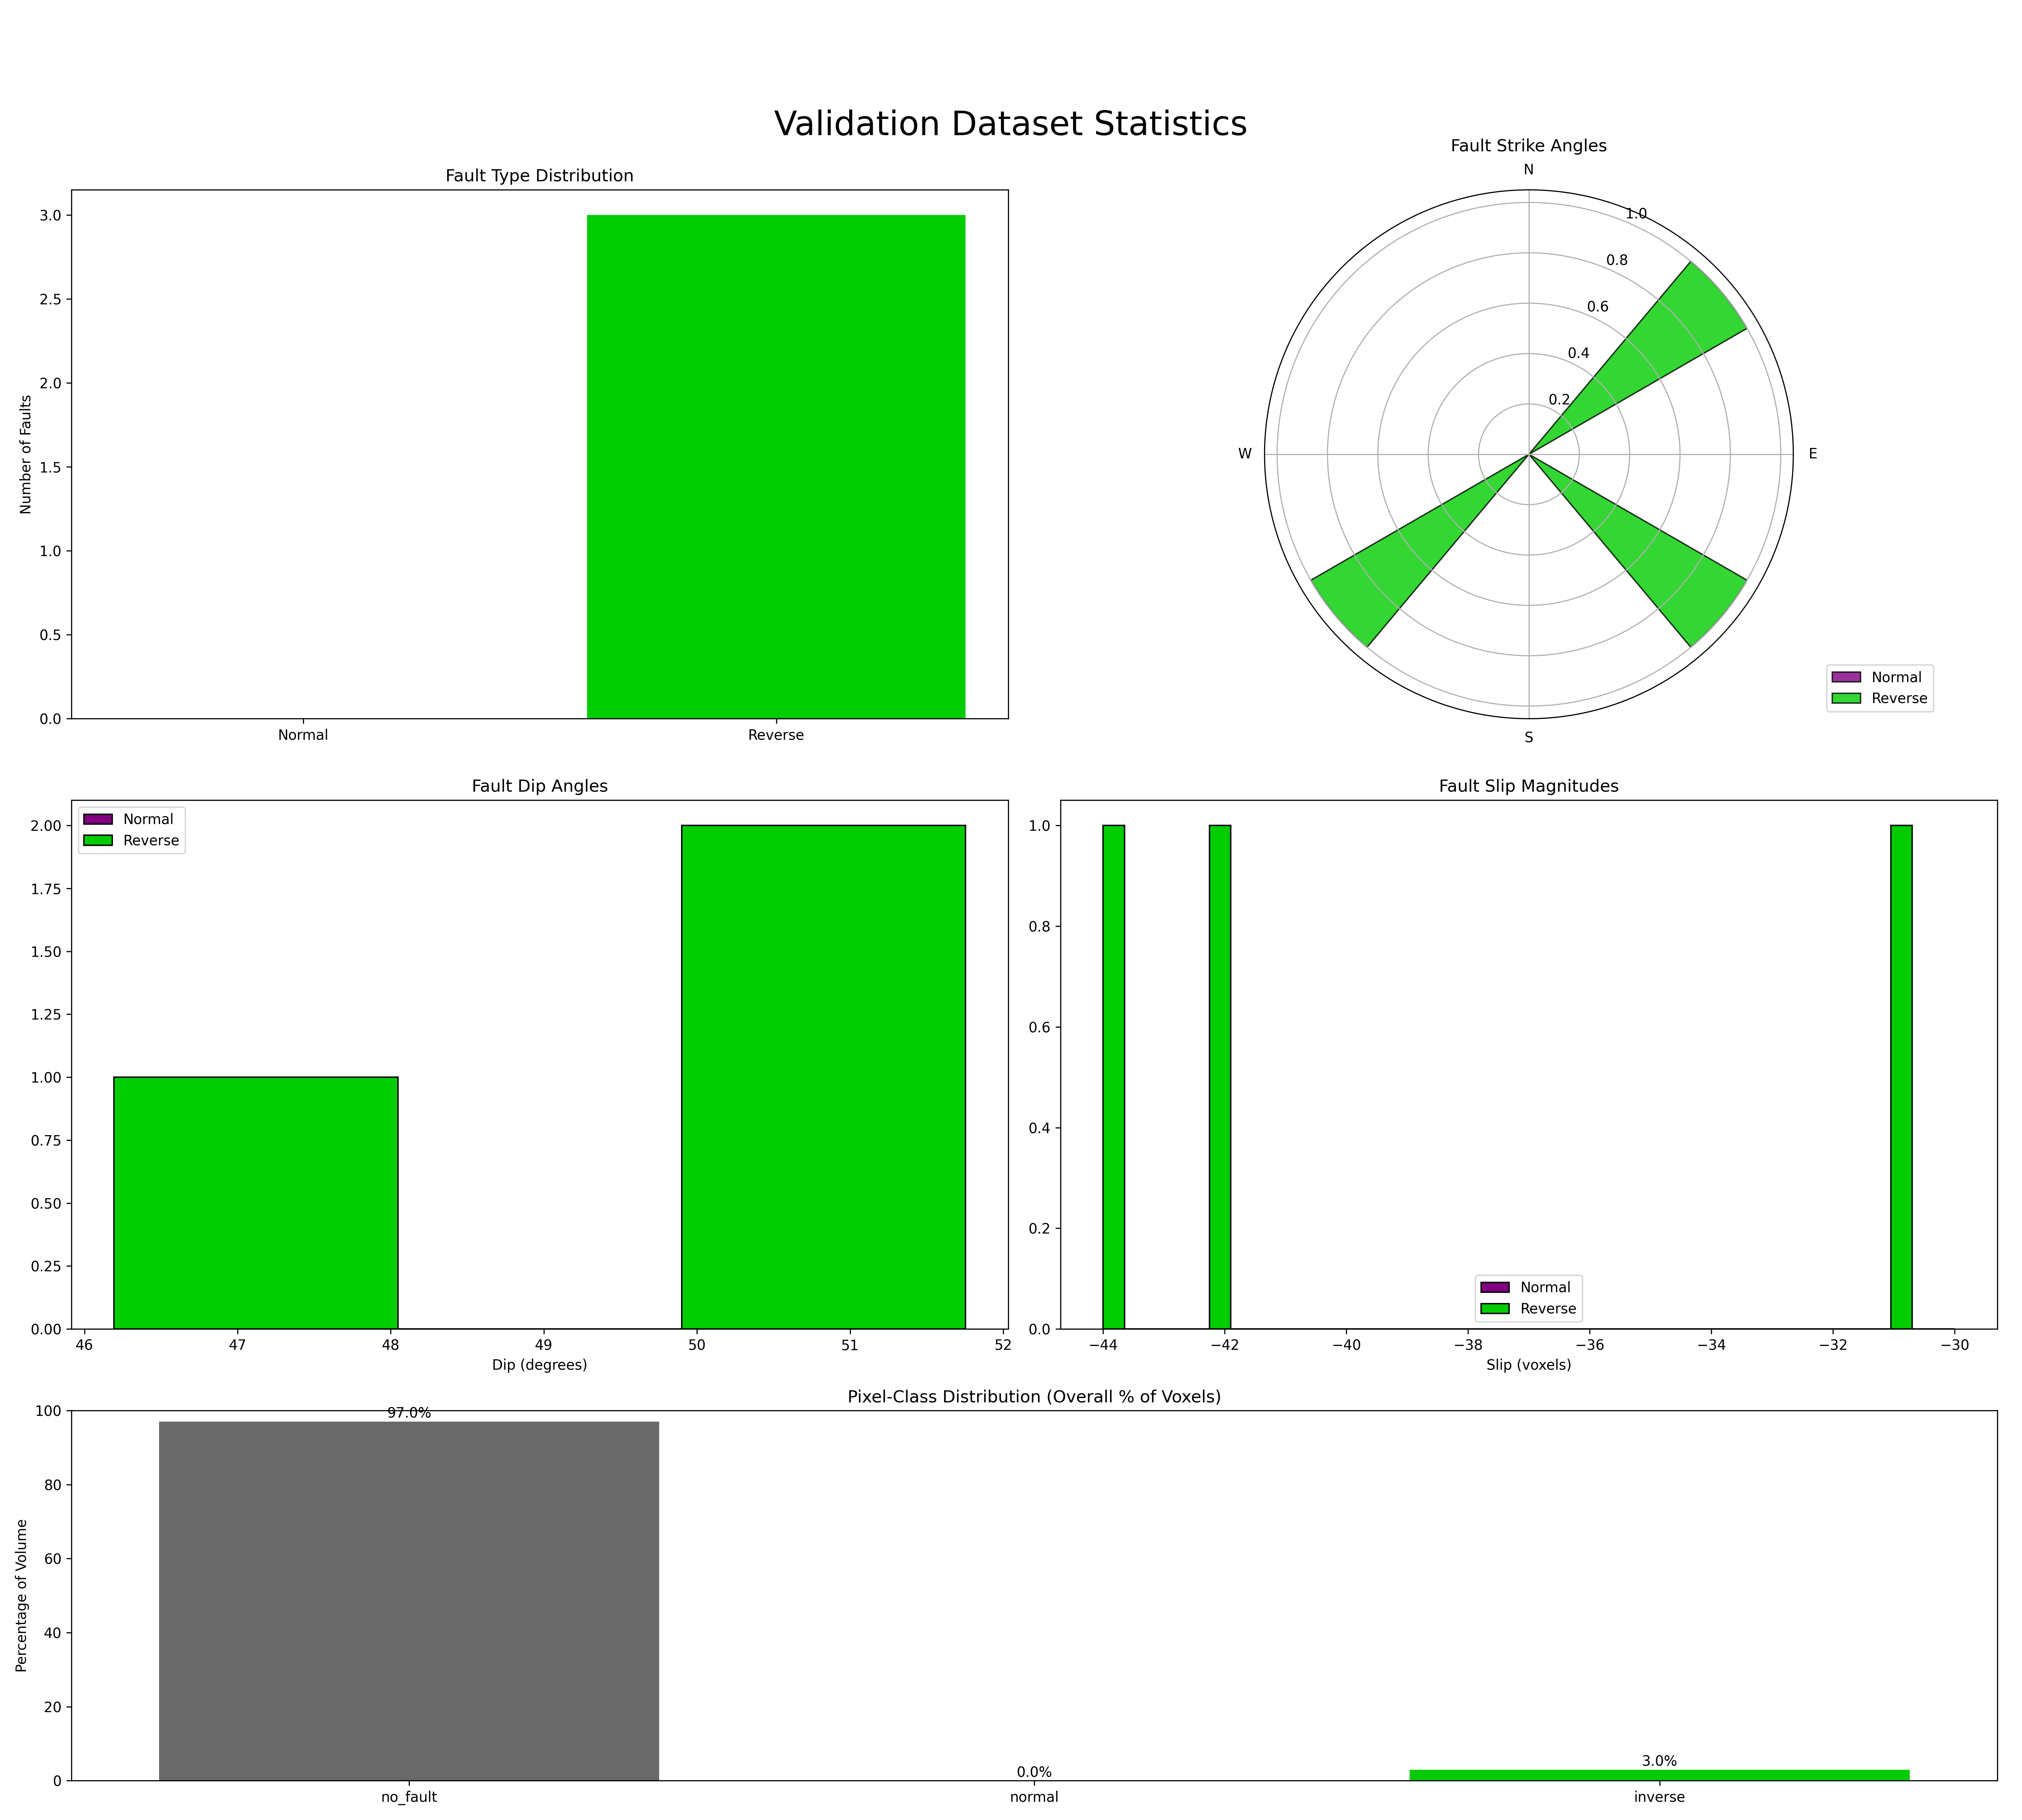 Validation Dataset Statistics
Fault Type Distribution
3.0
2.5
2.0
1.5
1.0
0.5
0.0
Number of Faults
Normal
Reverse
Fault Strike Angles
N
1.0
0.8
0.6
0.4
0.2
W
E
S
Normal
Reverse
Fault Dip Angles
Normal
Reverse
2.00
1.75
1.50
1.25
1.00
0.75
0.50
0.25
0.00
46 47 48 49 50 51 52
Dip (degrees)
Fault Slip Magnitudes
1.0
0.8
0.6
0.4
0.2
0.0
Normal
Reverse
−44 −42 −40 −38 −36 −34 −32 −30
Slip (voxels)
Pixel-Class Distribution (Overall % of Voxels)
100
80
60
40
20
0
Percentage of Volume
97.0%
0.0%
3.0%
no_fault
normal
inverse